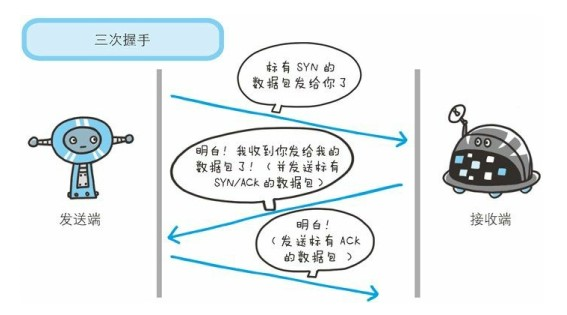 三次握手
标有 SYN 的
数据包发给你了
明白！我收到你发给我的
数据包了！（并发送标有
SYN/ACK 的数据包）
发送端
接收端
明白！
（发送标有 ACK
的数据包）